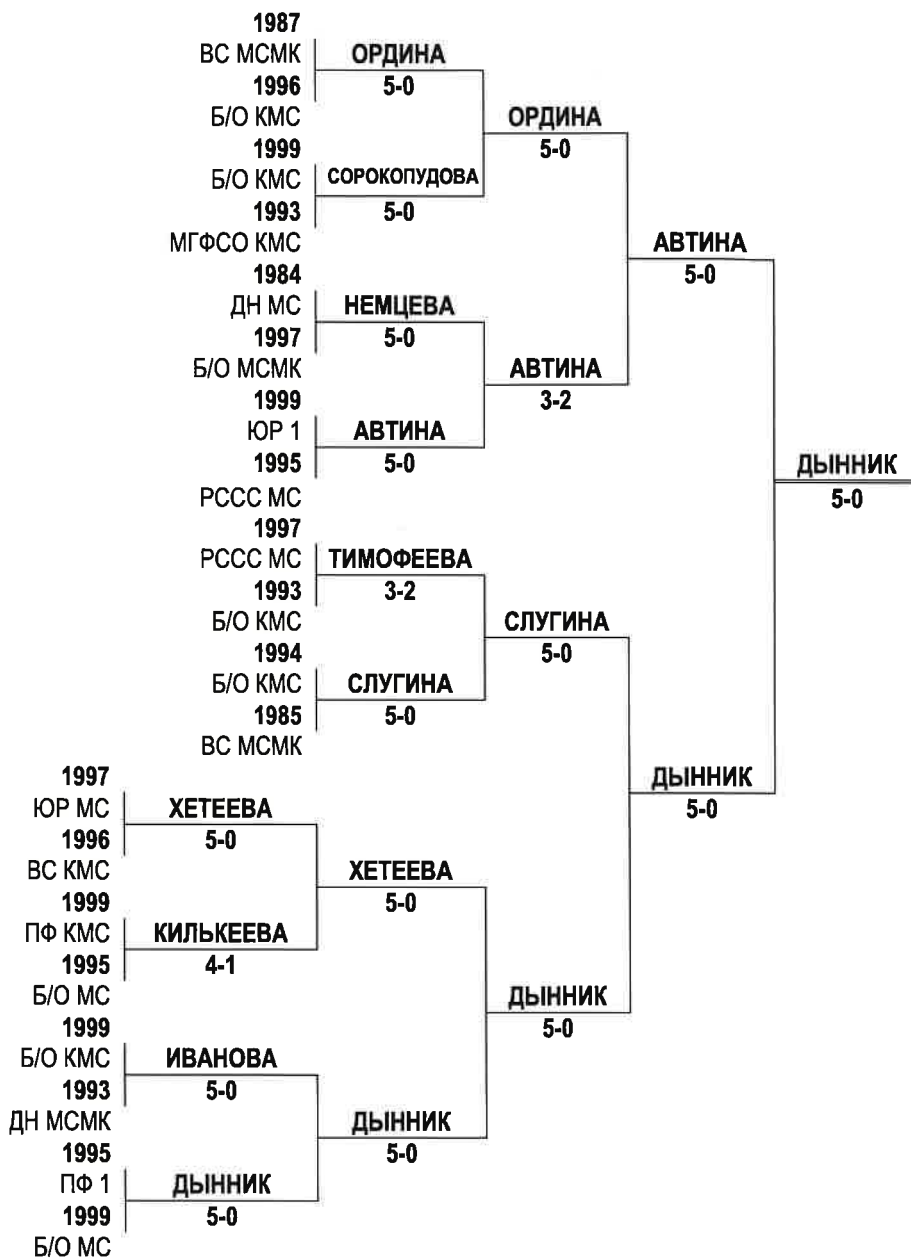 1987
ВС МСМК
ОРДИНА
1996
5-0
Б/О КМС
ОРДИНА
1999
5-0
Б/О КМС
СОРОКОПУДОВА
1993
5-0
МГФСО КМС
АВТИНА
1984
5-0
ДН МС
НЕМЦЕВА
1997
5-0
Б/О МСМК
АВТИНА
1999
3-2
ЮР 1
АВТИНА
1995
5-0
ДЫННИК
РССС МС
5-0
1997
РССС МС
ТИМОФЕЕВА
1993
3-2
Б/О КМС
СЛУГИНА
1994
5-0
Б/О КМС
СЛУГИНА
1985
5-0
ВС МСМК
1997
ДЫННИК
ЮР МС
ХЕТЕЕВА
5-0
1996
5-0
ВС КМС
ХЕТЕЕВА
1999
5-0
ПФ КМС
КИЛЬКЕЕВА
1995
4-1
Б/О МС
ДЫННИК
1999
5-0
Б/О КМС
ИВАНОВА
1993
5-0
ДН МСМК
ДЫННИК
1995
5-0
ПФ 1
ДЫННИК
1999
5-0
Б/О МС